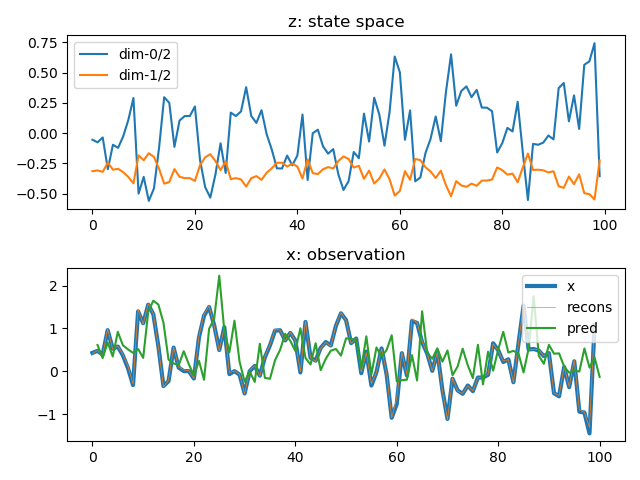 z: state space
dim-0/2
dim-1/2
0.75
0.50
0.25
0.00
−0.25
−0.50
0 20 40 60 80 100
x: observation
x
recons
pred
2
1
0
−1
0 20 40 60 80 100